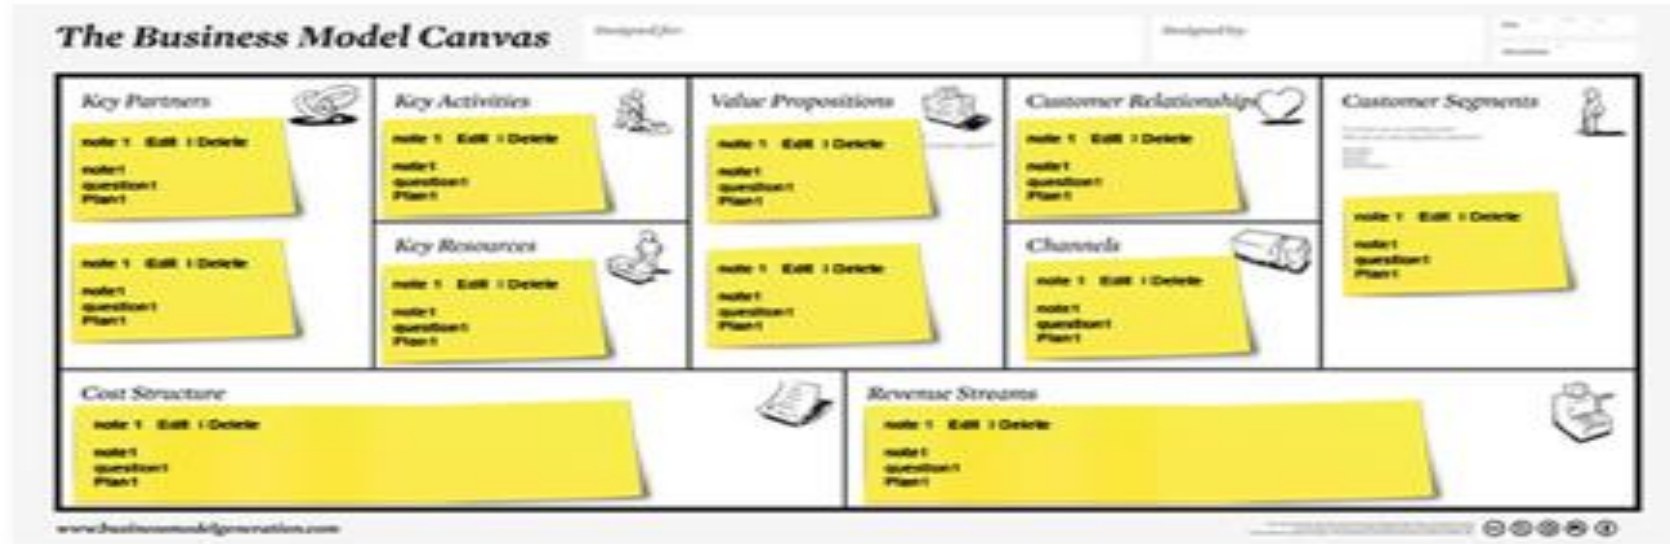 The Business Model Canvas
Designed for:
Designed by:
Key Partners
note 1 Edit | Delete
note1
question1
Plan1
note 1 Edit | Delete
note1
question1
Plan1
Key Activities
note 1 Edit | Delete
note1
question1
Plan1
Key Resources
note 1 Edit | Delete
note1
question1
Plan1
Value Propositions
note 1 Edit | Delete
note1
question1
Plan1
note 1 Edit | Delete
note1
question1
Plan1
Customer Relationships
note 1 Edit | Delete
note1
question1
Plan1
Channels
note 1 Edit | Delete
note1
question1
Plan1
Customer Segments
note 1 Edit | Delete
note1
question1
Plan1
Cost Structure
note 1 Edit | Delete
note1
question1
Plan1
Revenue Streams
note 1 Edit | Delete
note1
question1
Plan1
www.businessmodelgeneration.com